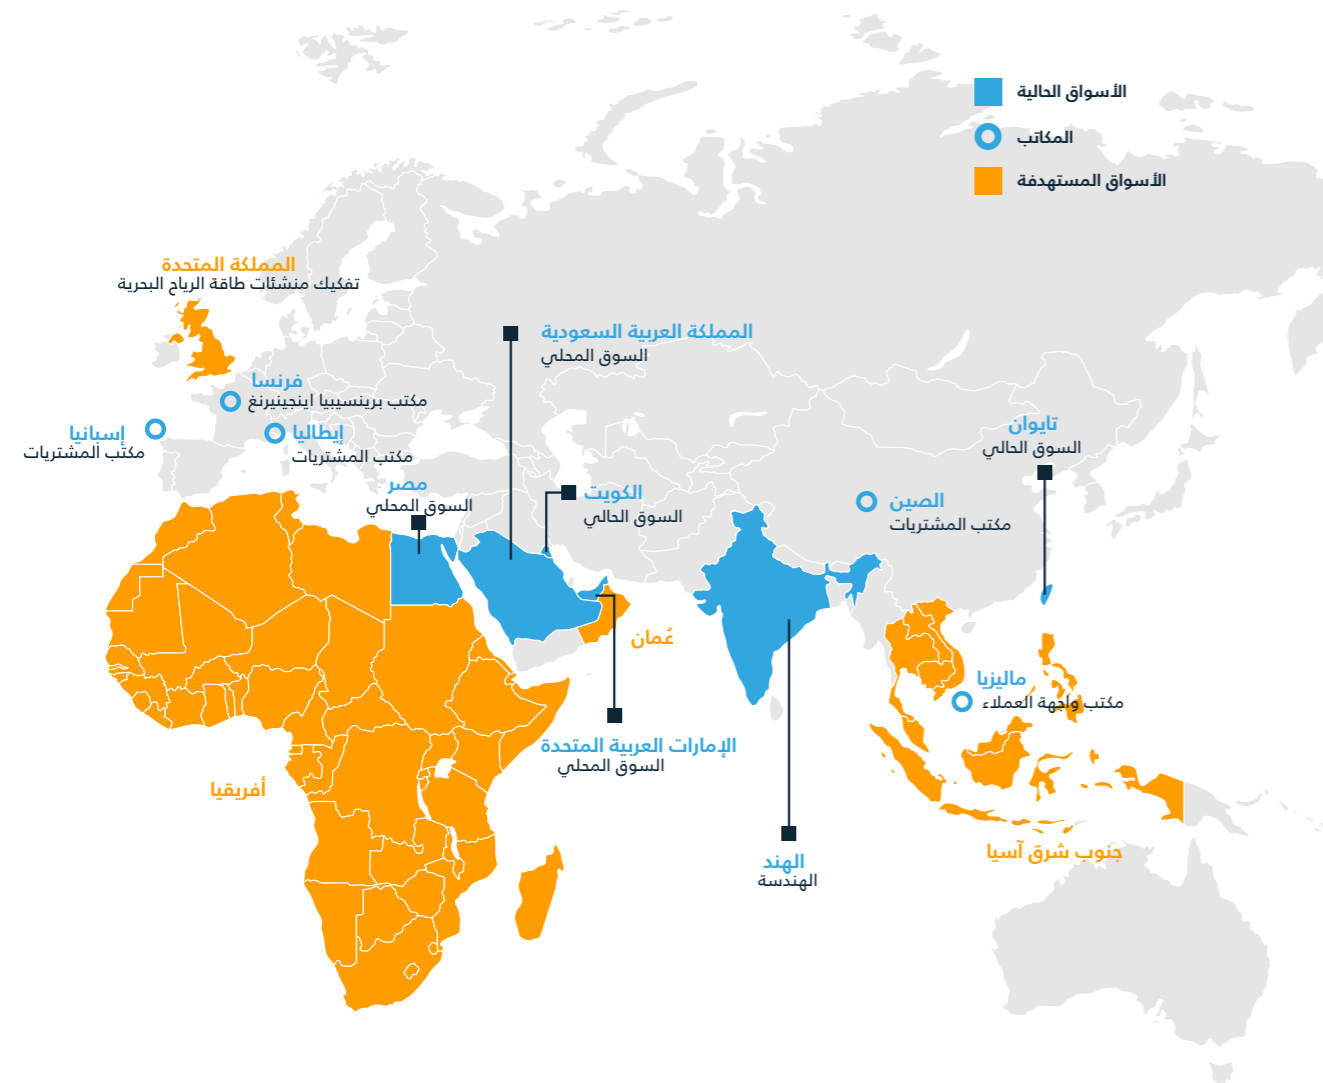 الأسواق الحالية
المكاتب
الأسواق المستهدفة
المملكة المتحدة
تفكيك منشئات طاقة الرياح البحرية
المملكة العربية السعودية
السوق المحلي
فرنسا
مكتب برينسيبيا اينجينيرنغ
إيطاليا
مكتب المشتريات
إسبانيا
مكتب المشتريات
تايوان
السوق الحالي
مصر
السوق المحلي
الكويت
السوق الحالي
الصين
مكتب المشتريات
عُمان
ماليزيا
مكتب واجهة العملاء
الإمارات العربية المتحدة
السوق المحلي
أفريقيا
جنوب شرق آسيا
الهند
الهندسة